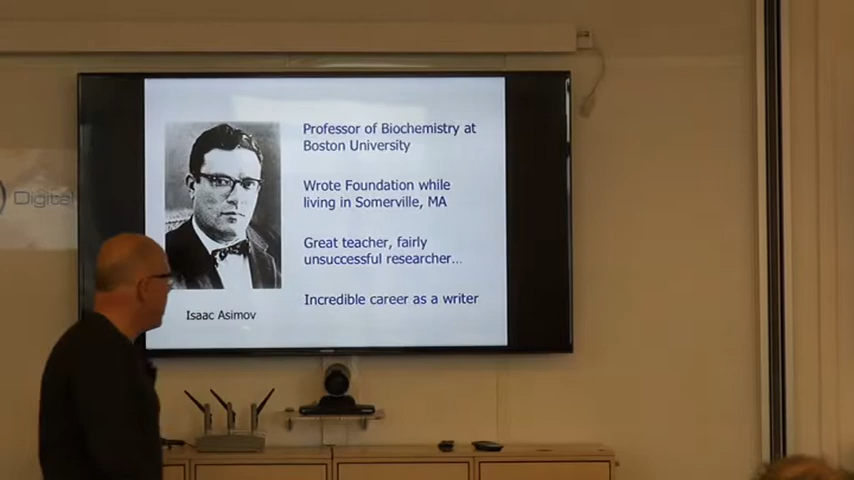 Digital
Professor of Biochemistry at
Boston University
Wrote Foundation while
living in Somerville, MA
Great teacher, fairly
unsuccessful researcher...
Incredible career as a writer
Isaac Asimov